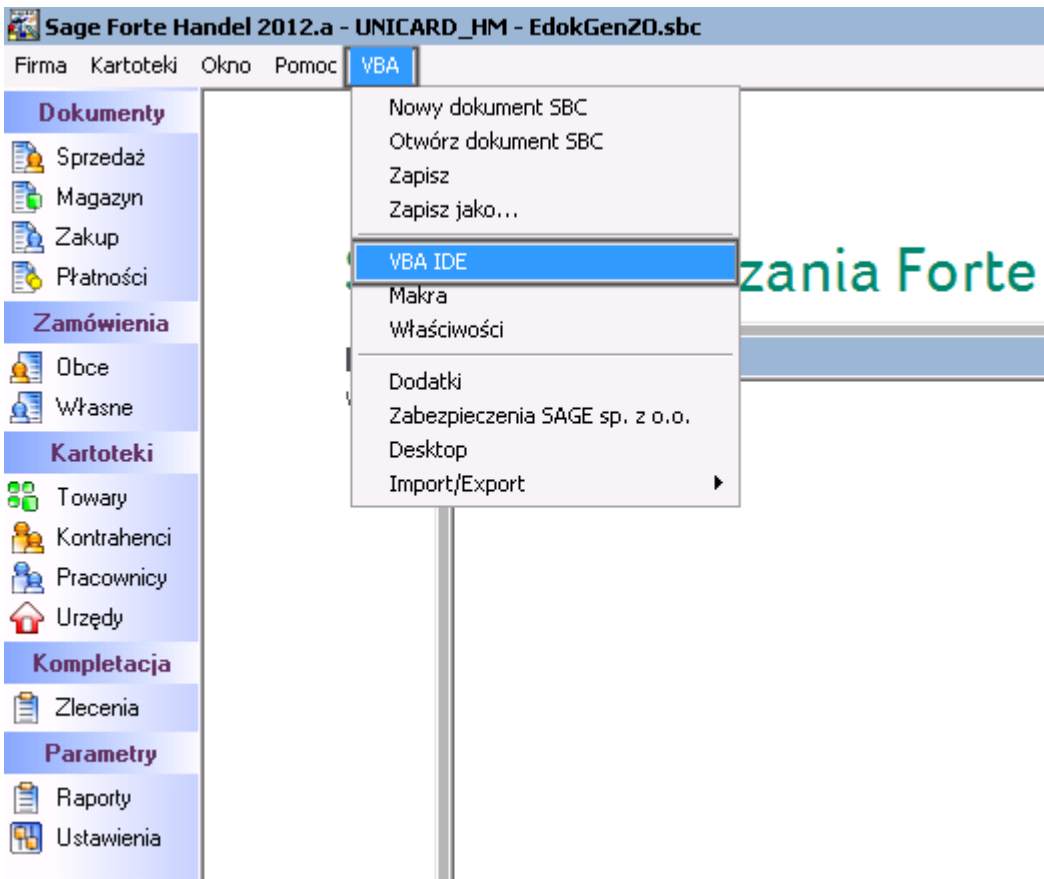 Sage Forte Handel 2012.a - UNICARD_HM - EdokGenZO.sbc
Firma Kartoteki Okno Pomoc VBA
Nowy dokument SBC
Otwórz dokument SBC
Zapisz
Zapisz jako...
VBA IDE
Makra
Właściwości
Dodatki
Zabezpieczenia SAGE sp. z o.o.
Desktop
Import/Export
zania Forte
Dokumenty
Sprzedaż
Magazyn
Zakup
Płatności
Zamówienia
Obce
Własne
Kartoteki
Towary
Kontrahenci
Pracownicy
Urzędy
Kompletacja
Zlecenia
Parametry
Raporty
Ustawienia